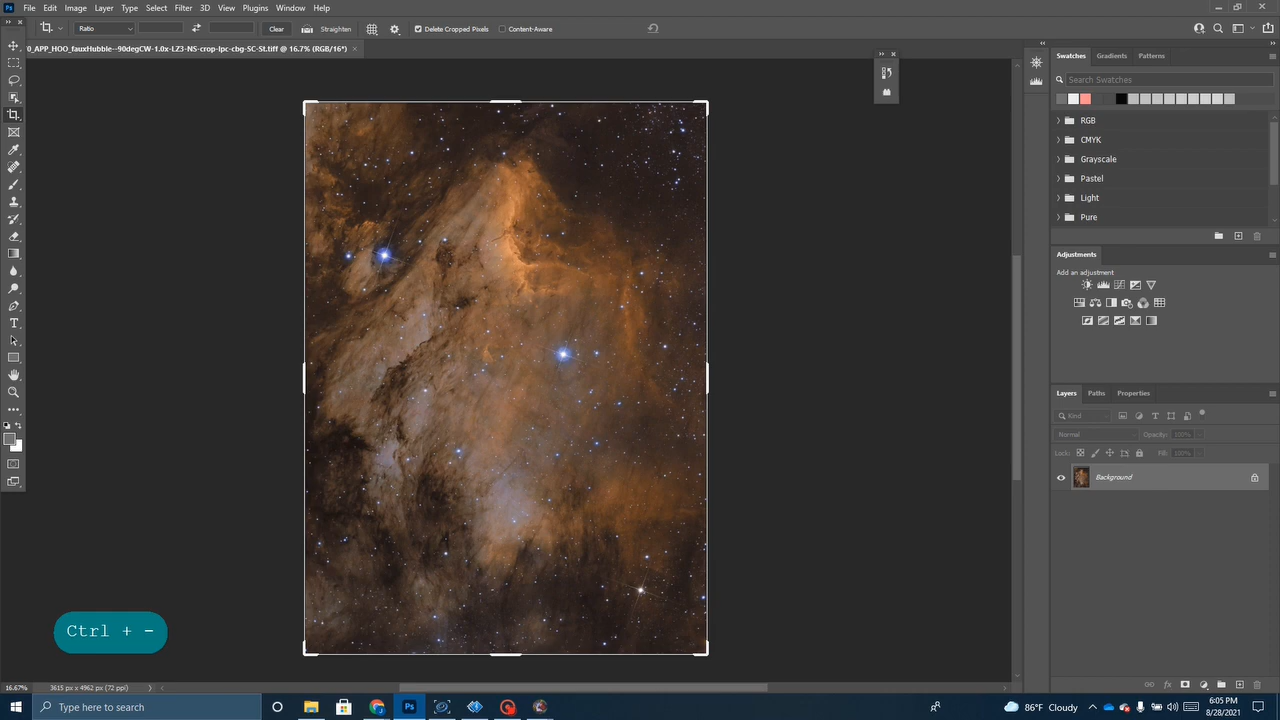 Ps File Edit Image Layer Type Select Filter 3D View Plugins Window Help
Ratio Clear Straighten Delete Cropped Pixels Content-Aware
0_APP_HOO_fauxHubble--90degCW-1.0x-LZ3-NS-crop-lpc-cbg-SC-St.tiff @ 16.7% (RGB/16*)
Swatches Gradients Patterns
Search Swatches
RGB
CMYK
Grayscale
Pastel
Light
Pure
Adjustments
Add an adjustment
Layers Paths Properties
Kind
Normal Opacity: 100%
Lock: Fill: 100%
Background
Ctrl + -
16.67% 3615 px x 4962 px (72 ppi)
Type here to search
Ps
86°F Cloudy
6:05 PM
8/28/2021